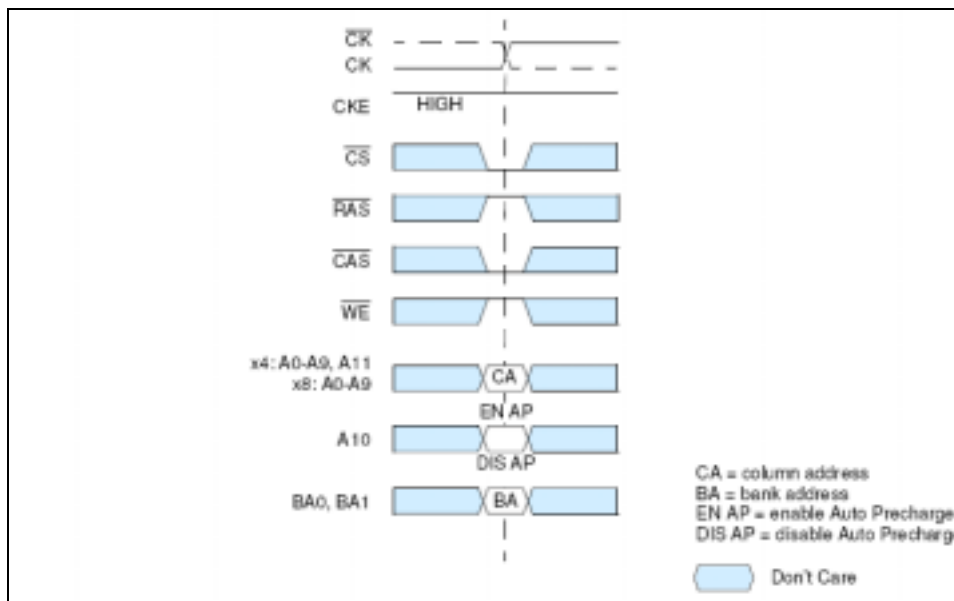 CK
CK
CKE HIGH
CS
RAS
CAS
WE
x4: A0-A9, A11
x8: A0-A9
CA
EN AP
A10
DIS AP
BA0, BA1
BA
CA = column address
BA = bank address
EN AP = enable Auto Precharge
DIS AP = disable Auto Precharg
Don't Care